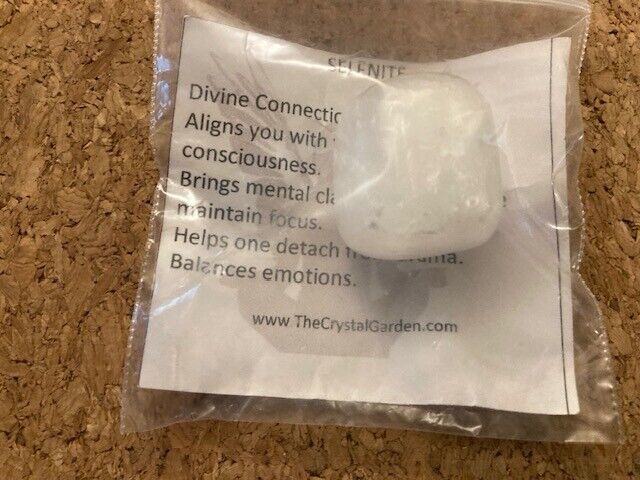 SELENITE
Divine Connectio
Aligns you with
consciousness.
Brings mental cla
maintain focus.
Helps one detach
Balances emotions.
www.TheCrystalGarden.com